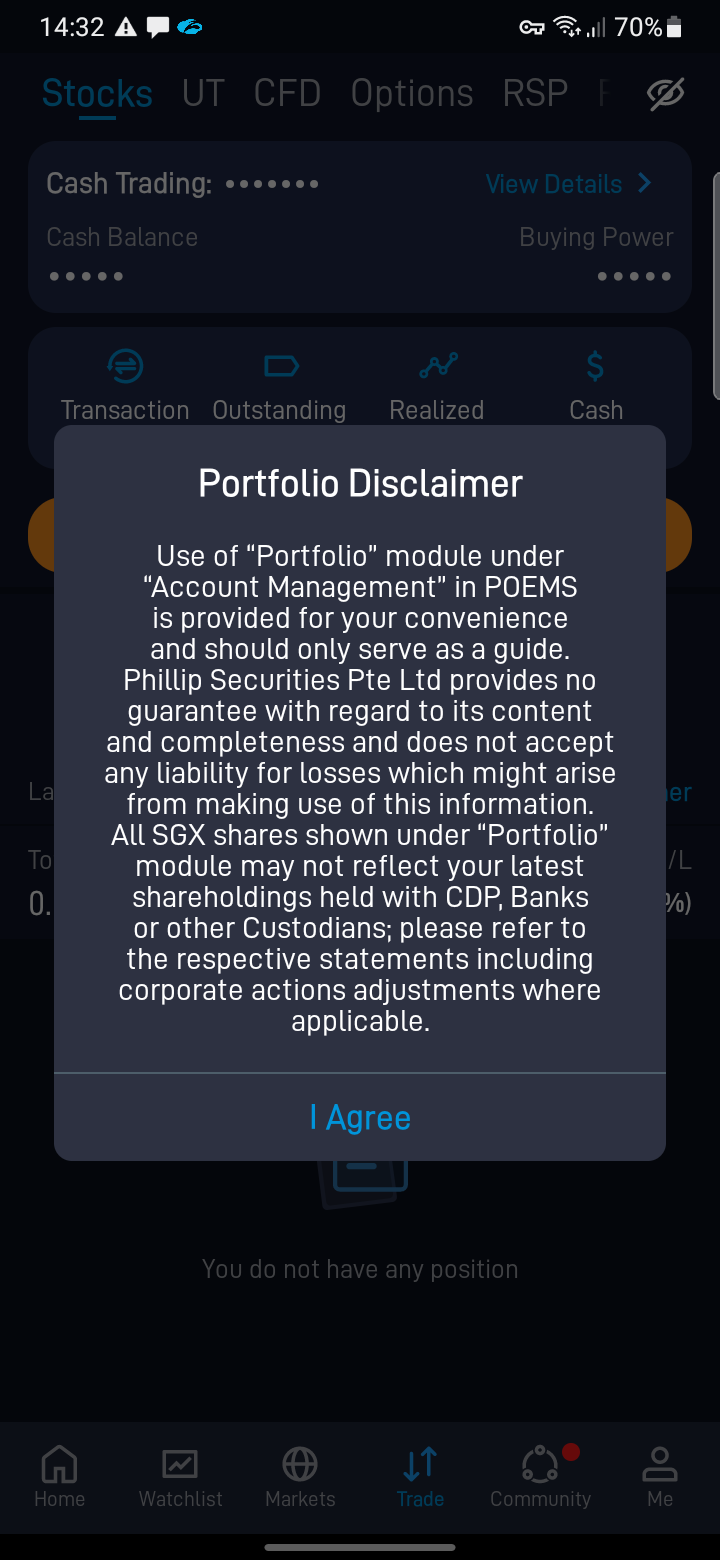 14:32 70%
Stocks UT CFD Options RSP
Cash Trading: •••••••  View Details
Cash Balance Buying Power
••••• •••••
Transaction Outstanding Realized Cash
Portfolio Disclaimer
Use of “Portfolio” module under
“Account Management” in POEMS
is provided for your convenience
and should only serve as a guide.
Phillip Securities Pte Ltd provides no
guarantee with regard to its content
and completeness and does not accept
any liability for losses which might arise
from making use of this information.
All SGX shares shown under “Portfolio”
module may not reflect your latest
shareholdings held with CDP, Banks
or other Custodians; please refer to
the respective statements including
corporate actions adjustments where
applicable.
La er
To /L
0. %)
I Agree
You do not have any position
Home Watchlist Markets Trade Community Me